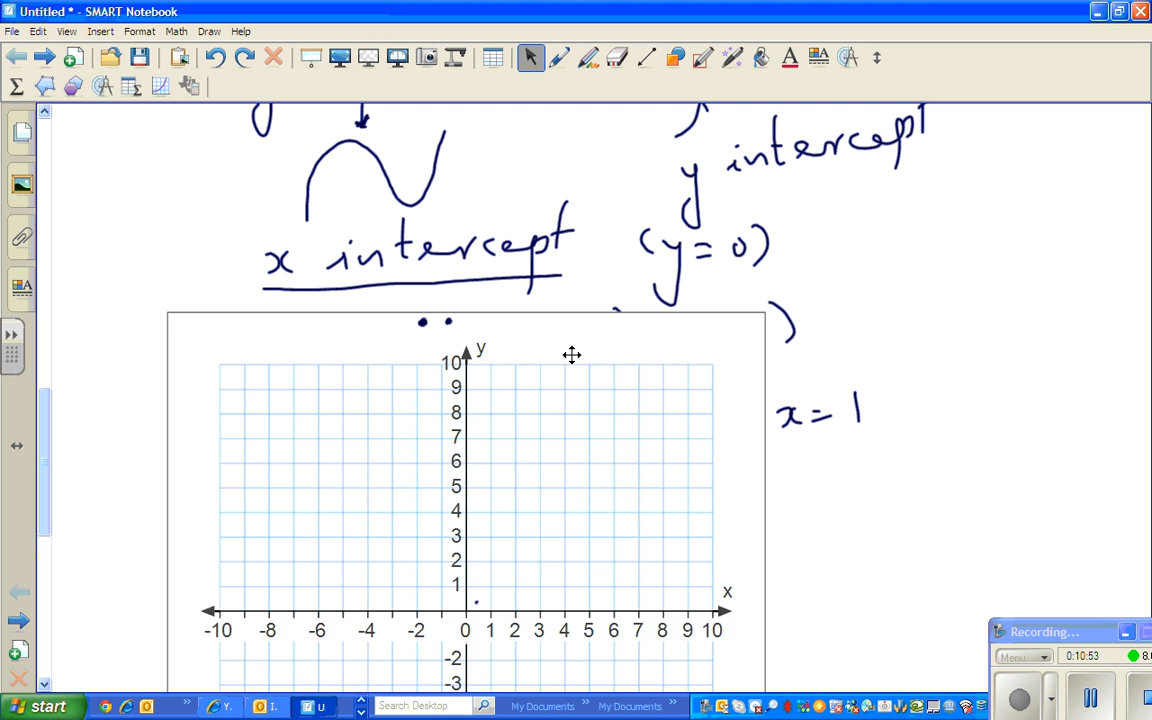 Untitled * - SMART Notebook
File Edit View Insert Format Math Draw Help
y intercept
x intercept (y = 0)
)
x = 1
y
10
9
8
7
6
5
4
3
2
1
x
-10 -8 -6 -4 -2 0 1 2 3 4 5 6 7 8 9 10
-2
-3
Recording...
Menu 0:10:53 8.
start Y. I. U Search Desktop My Documents » My Documents »